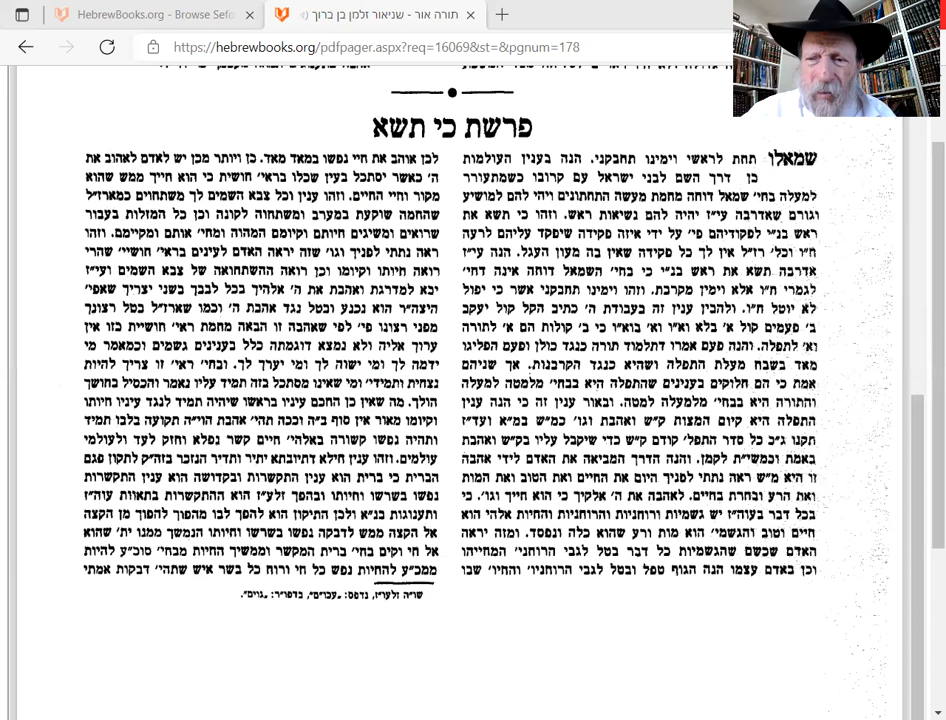 HebrewBooks.org - Browse Sefo
תורה אור - שניאור זלמן בן ברוך
https://hebrewbooks.org/pdfpager.aspx?req=16069&st=&pgnum=178
פרשת כי תשא
שמאלו תחת לראשי וימינו תחבקני. הנה בענין העולמות
כן דרך השם לבני ישראל עם קרובו כשמתעורר
למעלה בחי' שמאל דוחה מחמת מעשה התחתונים ויהי להם למושיע
וגורם שאדרבה עי"ז יהיה להם נשיאות ראש. וזהו כי תשא את
ראש בנ"י לפקודיהם פי' על ידי איזה פקידה שיפקד עליהם לרעה
ח"ו וכל' רז"ל אין לך כל פקידה שאין בה מעון העגל. הנה עי"ז
אדרבה תשא את ראש בנ"י כי בחי' השמאל דוחה אינה דחי'
לגמרי ח"ו אלא וימין מקרבת. וזהו וימינו תחבקני אשר כי יפול
לא יוטל ח"ו. ולהבין ענין זה בעבודת ה' כתיב הקל קול יעקב
ב' פעמים קול א' בלא וא"ו וא' בוא"ו כי ב' קולות הם א' לתורה
וא' לתפלה. והנה פעם אמרו דתלמוד תורה כנגד כולן ופעם הפליגו
מאד בשבח מעלת התפלה ושהיא כנגד הקרבנות. אך שניהם
אמת כי הם חלוקים בענינים שהתפלה היא בבחי' מלמטה למעלה
והתורה היא בבחי' מלמעלה למטה. ובאור ענין זה כי הנה ענין
התפלה היא קיום המצות ק"ש ואהבת וגו' כמ"ש במ"א ועד"ז
תקנו ג"כ כל סדר התפל' קודם ק"ש כדי שיקבל עליו בק"ש ואהבת
באמת וכמשי"ת לקמן. והנה הדרך המביאה את האדם לידי אהבה
זו היא מ"ש ראה נתתי לפניך היום את החיים ואת הטוב ואת המות
ואת הרע ובחרת בחיים. לאהבה את ה' אלקיך כי הוא חייך וגו'. כי
בכל דבר בעוה"ז יש גשמיות ורוחניות והרוחניות והחיות אלהי הוא
חיים וטוב והגשמי' הוא מות ורע שהוא כלה ונפסד. ומזה יראה
האדם שכשם שהגשמיות כל דבר בטל לגבי הרוחני' המחייהו
וכן באדם עצמו הנה הגוף טפל ובטל לגבי הרוחניו' והחיו' שבו
לכן אוהב את חיי נפשו במאד מאד. כן ויותר מכן יש לאדם לאהוב את
ה' כאשר יסתכל בעין שכלו בראי' חושית כי הוא חייך ממש שהוא
מקור וחיי החיים. וזהו ענין וכל צבא השמים לך משתחוים כמארז"ל
שהחמה שוקעת במערב ומשתחוה לקונה וכן כל המזלות בעבור
שרואים ומשיגים חיותם וקיומם המהוה ומחי' אותם ומקיימם. וזהו
ראה נתתי לפניך וגו' שזה יראה האדם לעינים בראי' חושיי' שהרי
רואה חיותו וקיומו וכן רואה ההשתחואה של צבא השמים ועי"ז
יבא למדרגת ואהבת את ה' אלהיך בכל לבבך בשני יצריך שאפי'
היצה"ר הוא נכנע ובטל נגד אהבת ה' וכמו שארז"ל בטל רצונך
מפני רצונו פי' לפי שאהבה זו הבאה מחמת ראי' חושיית כזו אין
ערוך אליה ולא נמצא דוגמתה כלל בענינים גשמים וכמאמר מי
ידמה לך ומי ישוה לך ומי יערך לך. ובחי' ראי' זו צריך להיות
נצחית ותמידי' ומי שאינו מסתכל בזה תמיד עליו נאמר והכסיל בחושך
הולך. מה שאין כן החכם עיניו בראשו שיהיה תמיד לנגד עיניו חיותו
וקיומו מאור אין סוף ב"ה וככה תהי' אהבת הוי"ה תקועה בלבו תמיד
ותהיה נפשו קשורה באלהי' חיים קשר נפלא וחזק לעד ולעולמי
עולמים. וזהו ענין חילא דתיובתא יתיר ותדיר הנזכר בזה"ק לתקון פגם
הברית כי ברית הוא ענין התקשרות ובקדושה הוא ענין התקשרות
נפשו בשרשו וחיותו ובהפך זלע"ז הוא ההתקשרות בתאוות עוה"ז
ותענוגות בנ"א ולכן התיקון הוא להפך לבו מהפוך להפוך מן הקצה
אל הקצה ממש לדבקה נפשו בשרשו וחיותו הנמשך ממנו ית' שהוא
אל חי וקים בחי' ברית המקשר וממשיך החיות מבחי' סוכ"ע להיות
ממכ"ע להחיות נפש כל חי ורוח כל בשר איש שתהי' דבקות אמתי